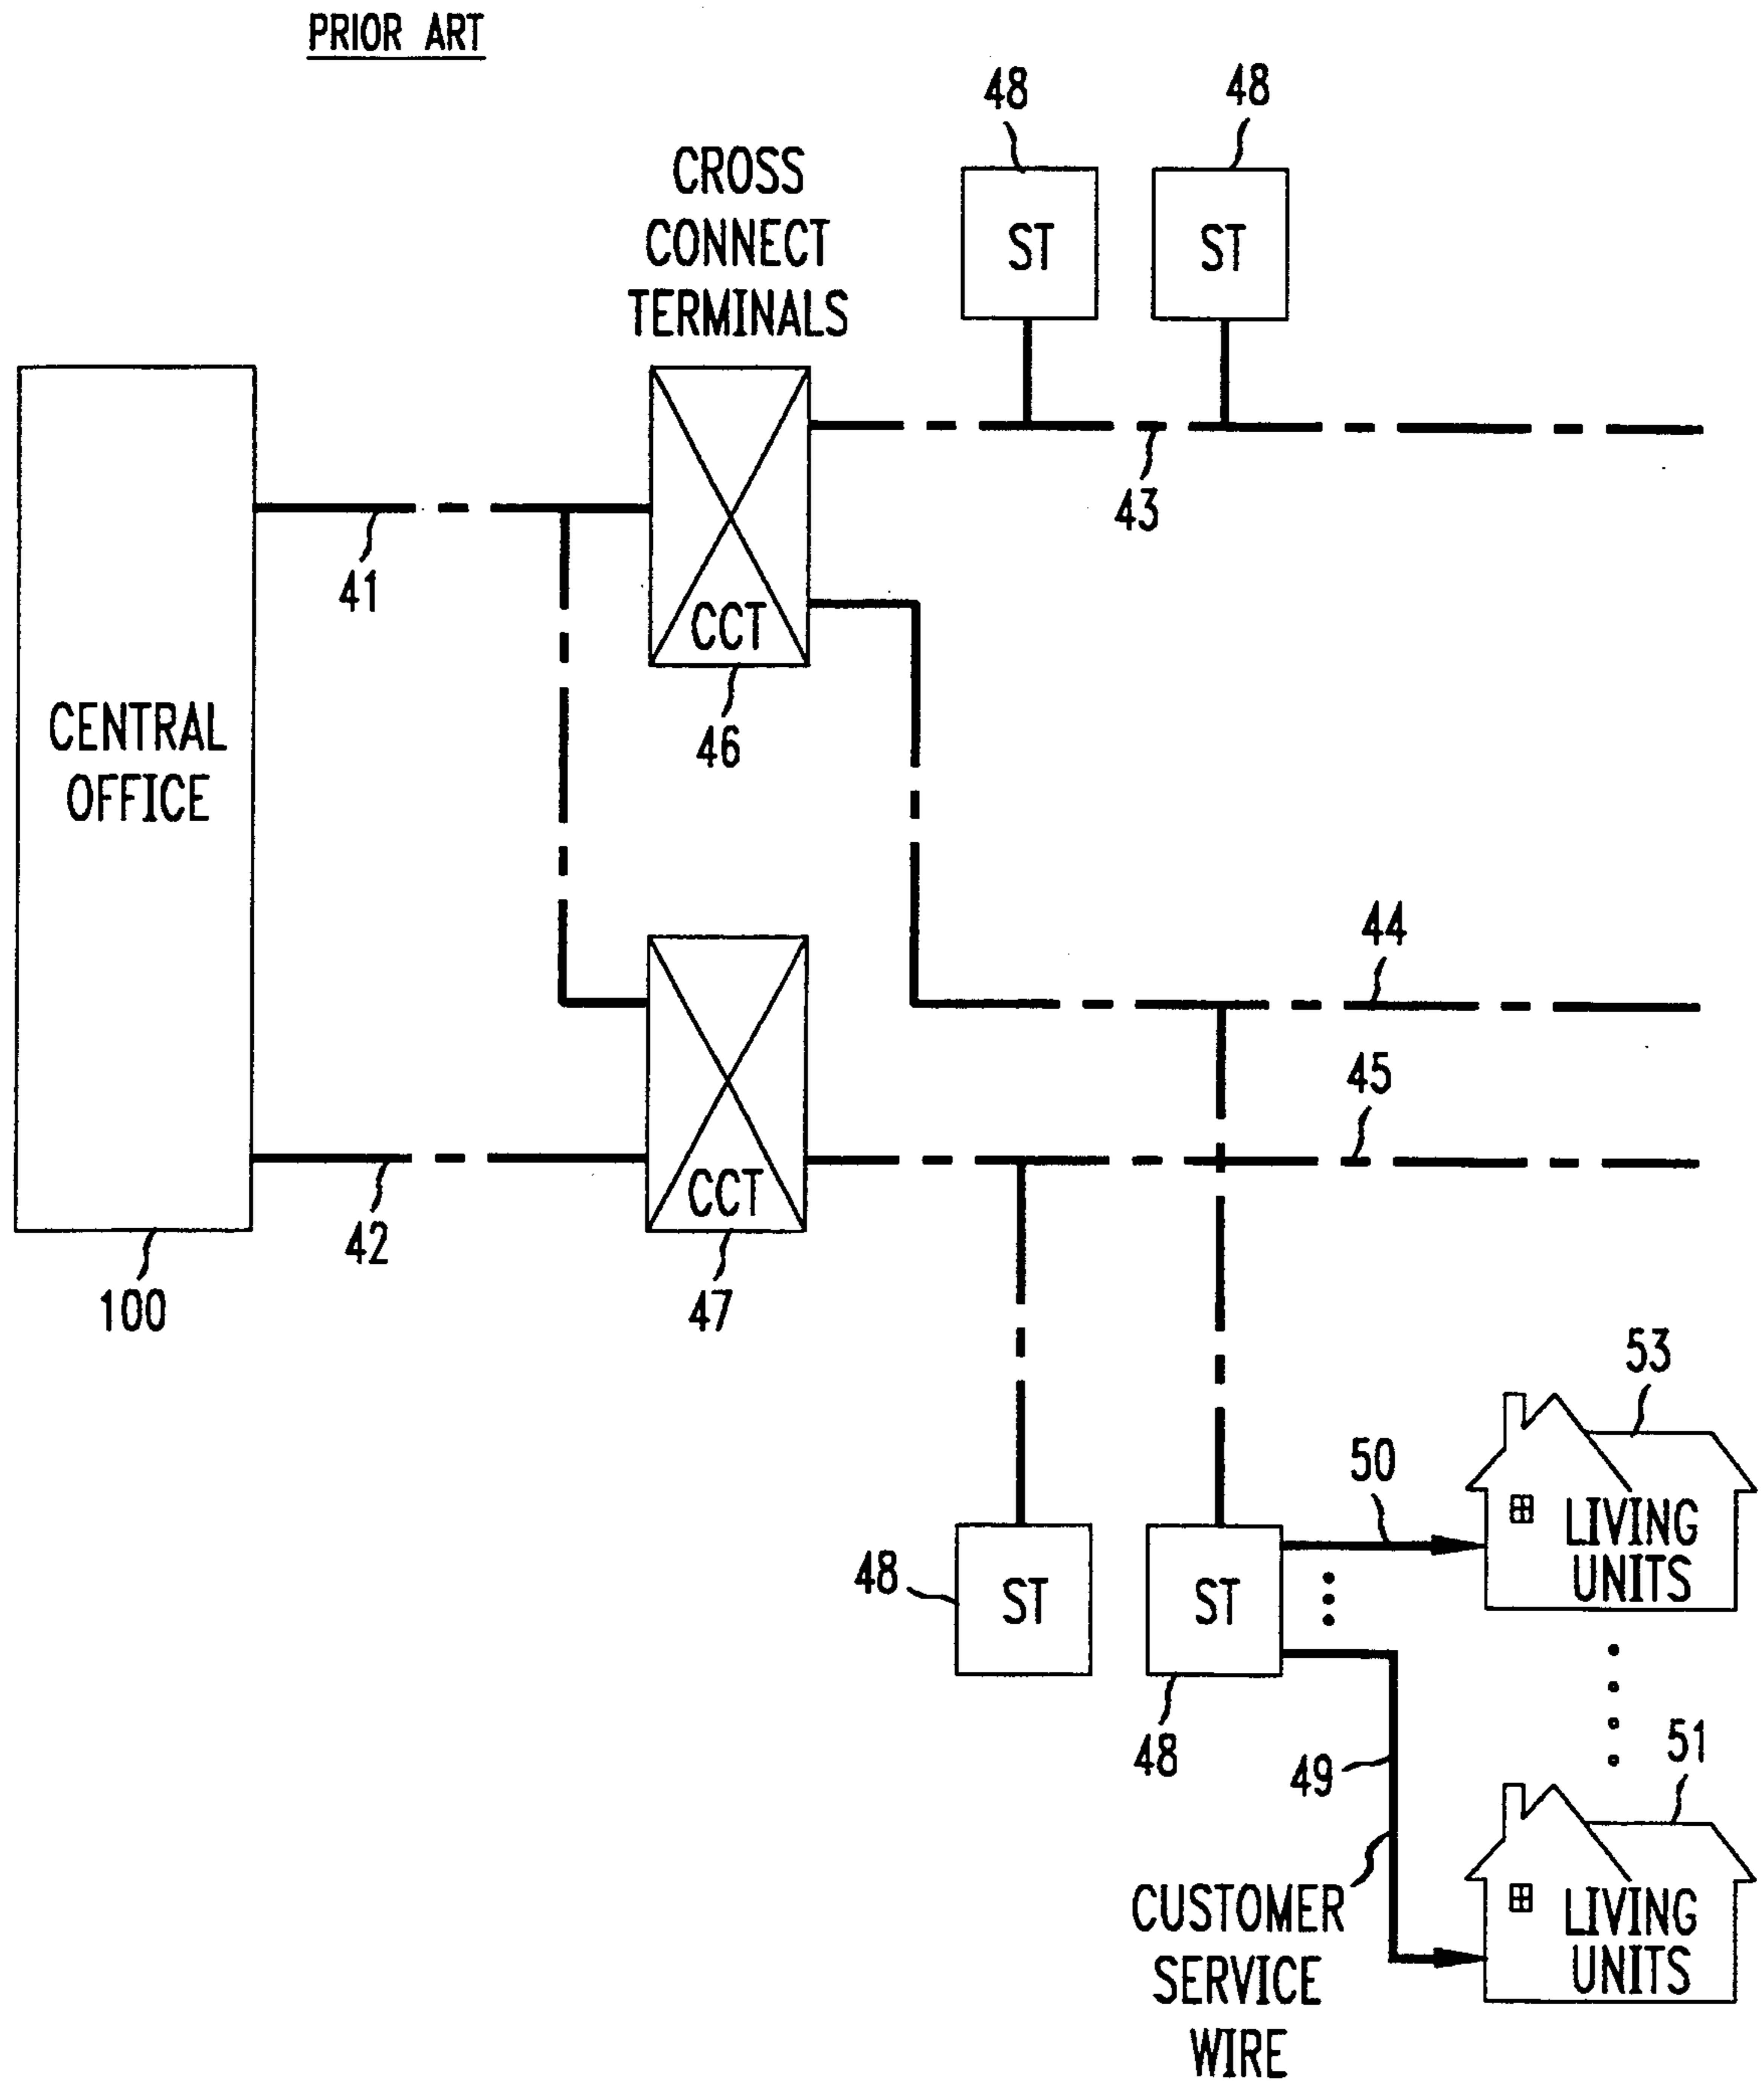 PRIOR ART
48
48
CROSS
CONNECT
TERMINALS
ST
ST
43
41
CCT
46
CENTRAL
OFFICE
44
45
CCT
42
47
100
53
50
LIVING
UNITS
48
ST
ST
48
49
51
CUSTOMER
SERVICE
WIRE
LIVING
UNITS